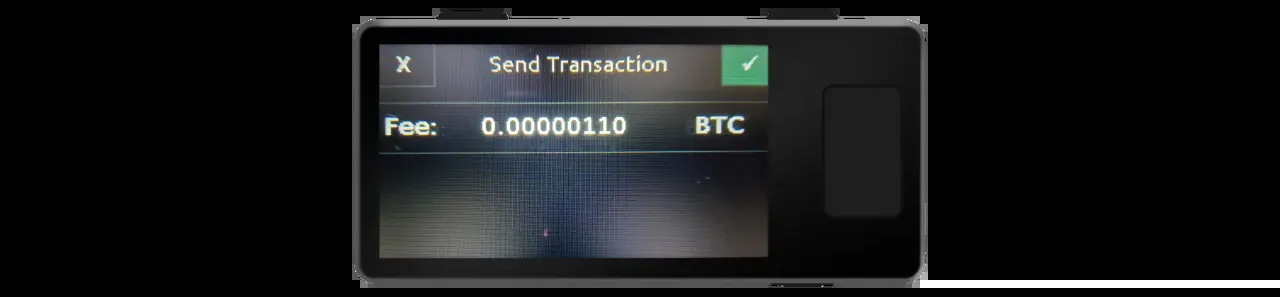 X Send Transaction ✓
Fee: 0.00000110 BTC